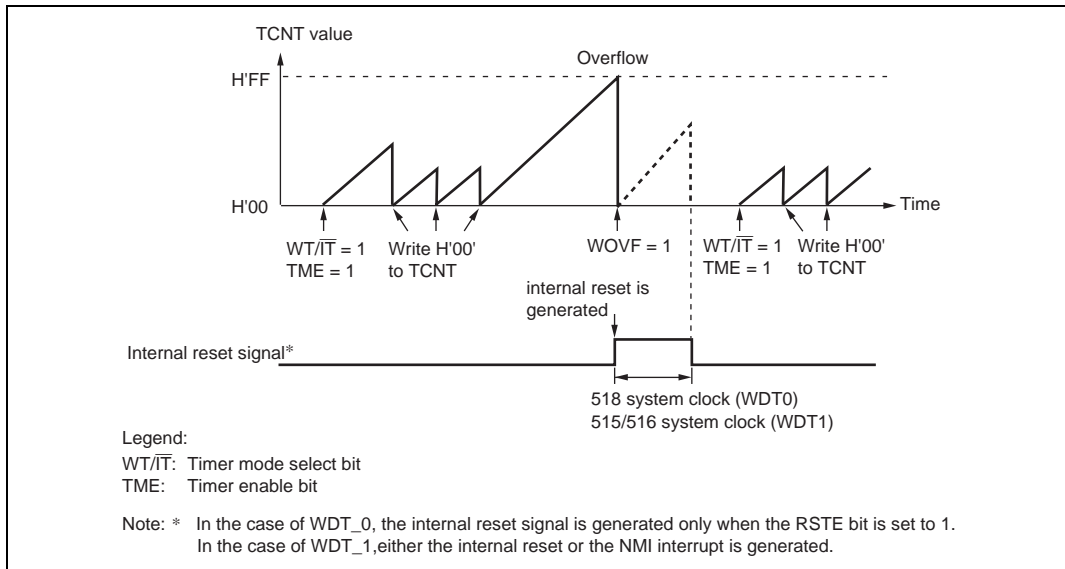 TCNT value
Overflow
H'FF
H'00
Time
WT/IT = 1
TME = 1
Write H'00'
to TCNT
WOVF = 1
WT/IT = 1
TME = 1
Write H'00'
to TCNT
internal reset is
generated
Internal reset signal*
518 system clock (WDT0)
515/516 system clock (WDT1)
Legend:
WT/IT: Timer mode select bit
TME: Timer enable bit
Note: * In the case of WDT_0, the internal reset signal is generated only when the RSTE bit is set to 1.
In the case of WDT_1,either the internal reset or the NMI interrupt is generated.